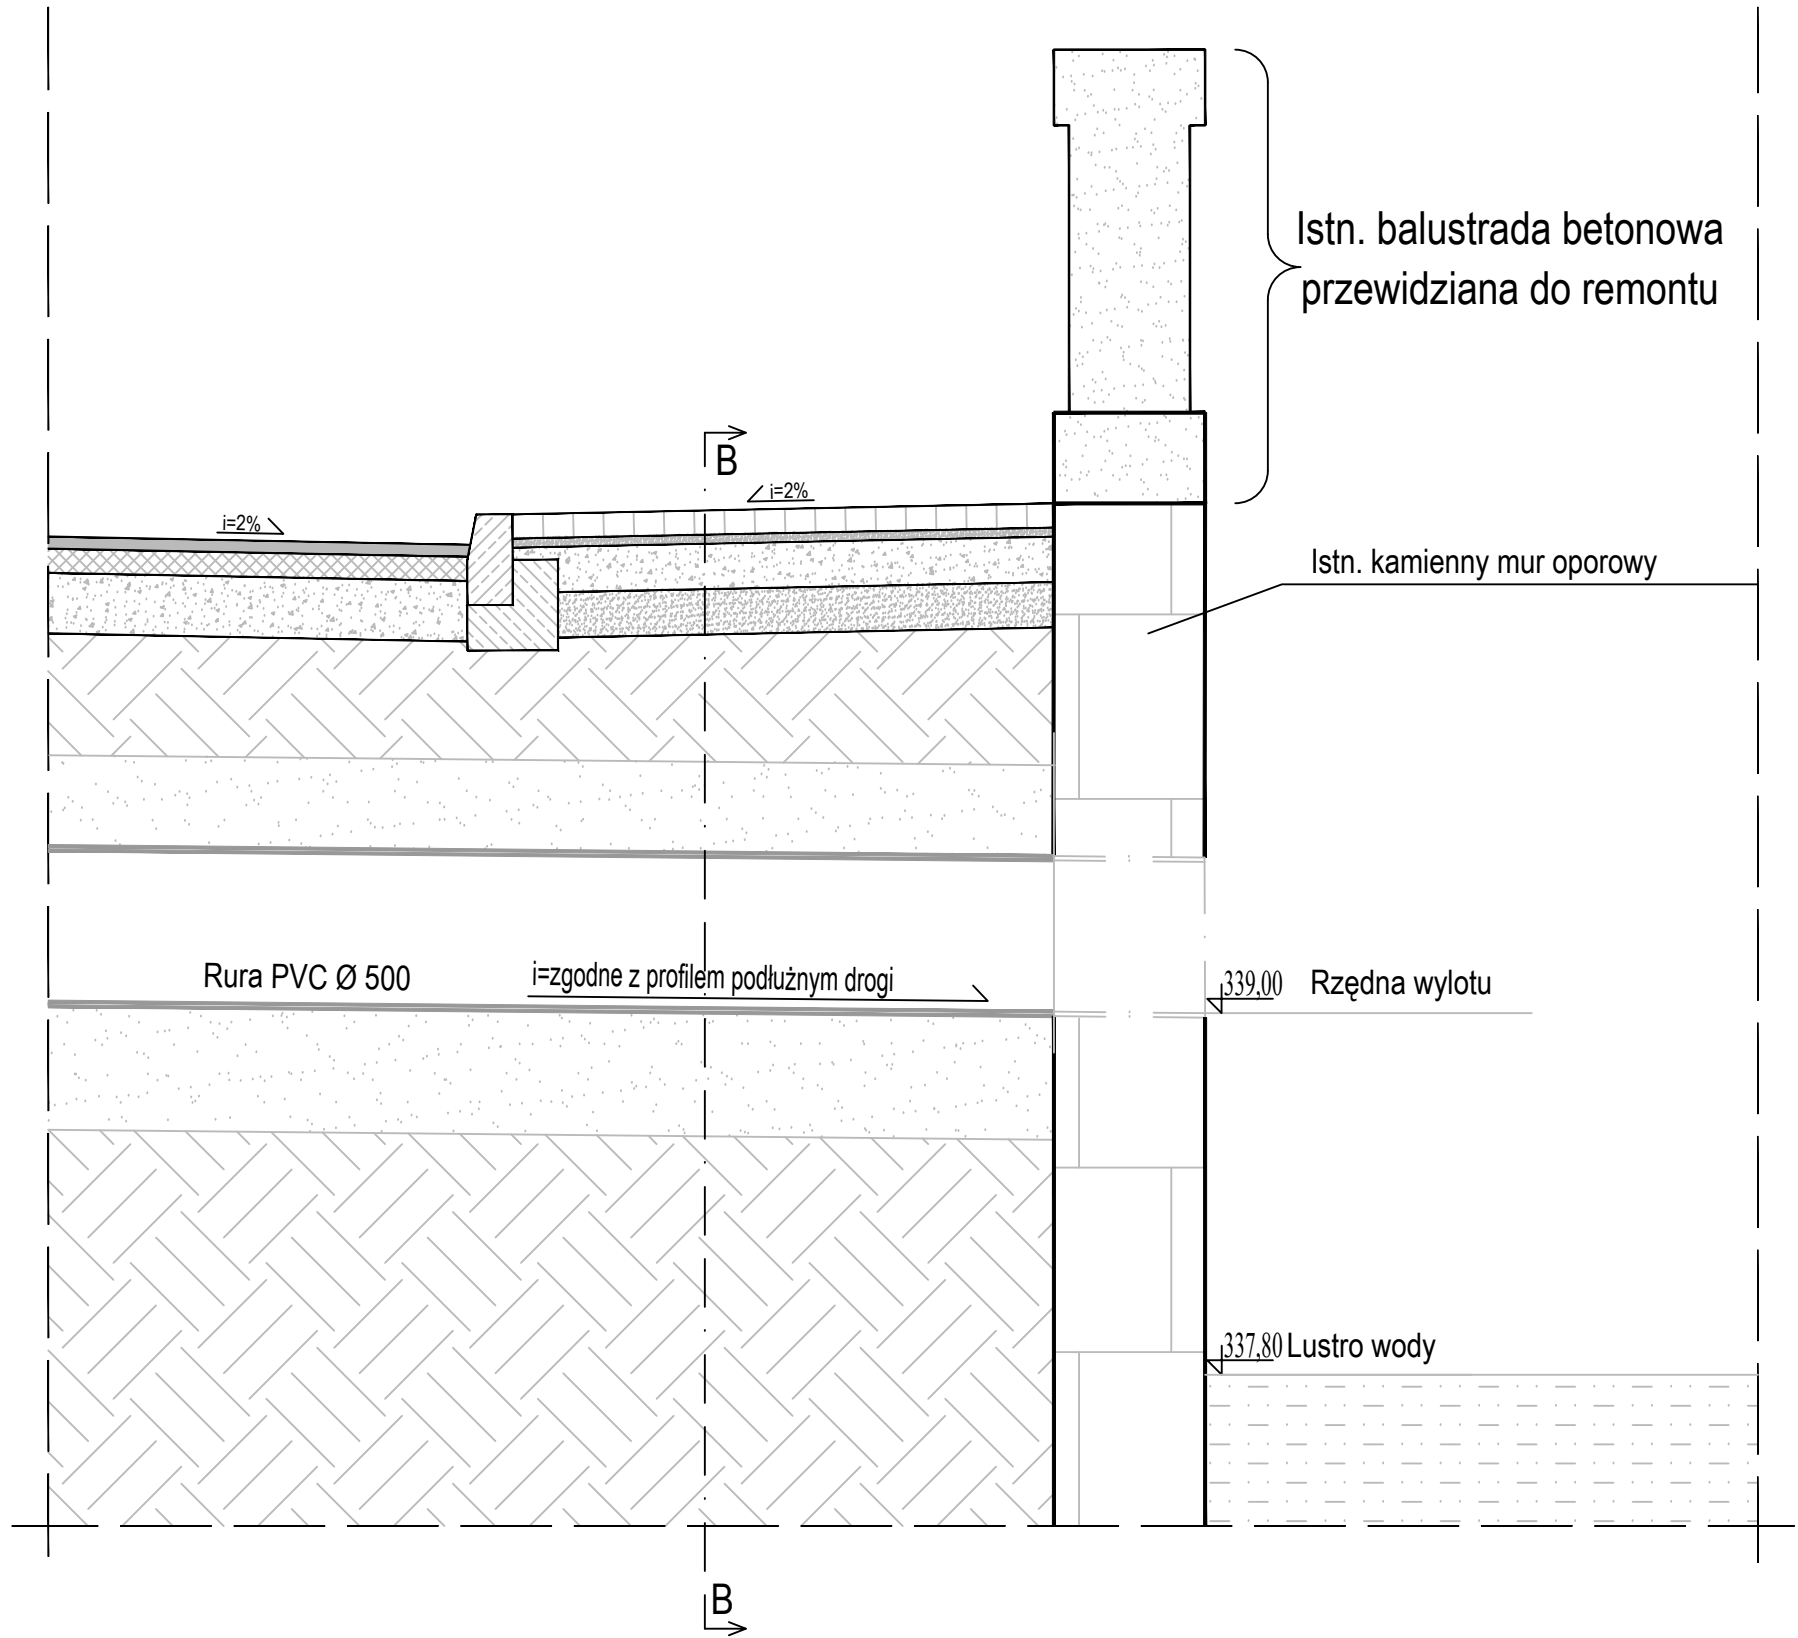 Istn. balustrada betonowa
przewidziana do remontu
B
i=2%
i=2%
Istn. kamienny mur oporowy
Rura PVC Ø 500
i=zgodne z profilem podłużnym drogi
339,00 Rzędna wylotu
337,80 Lustro wody
B